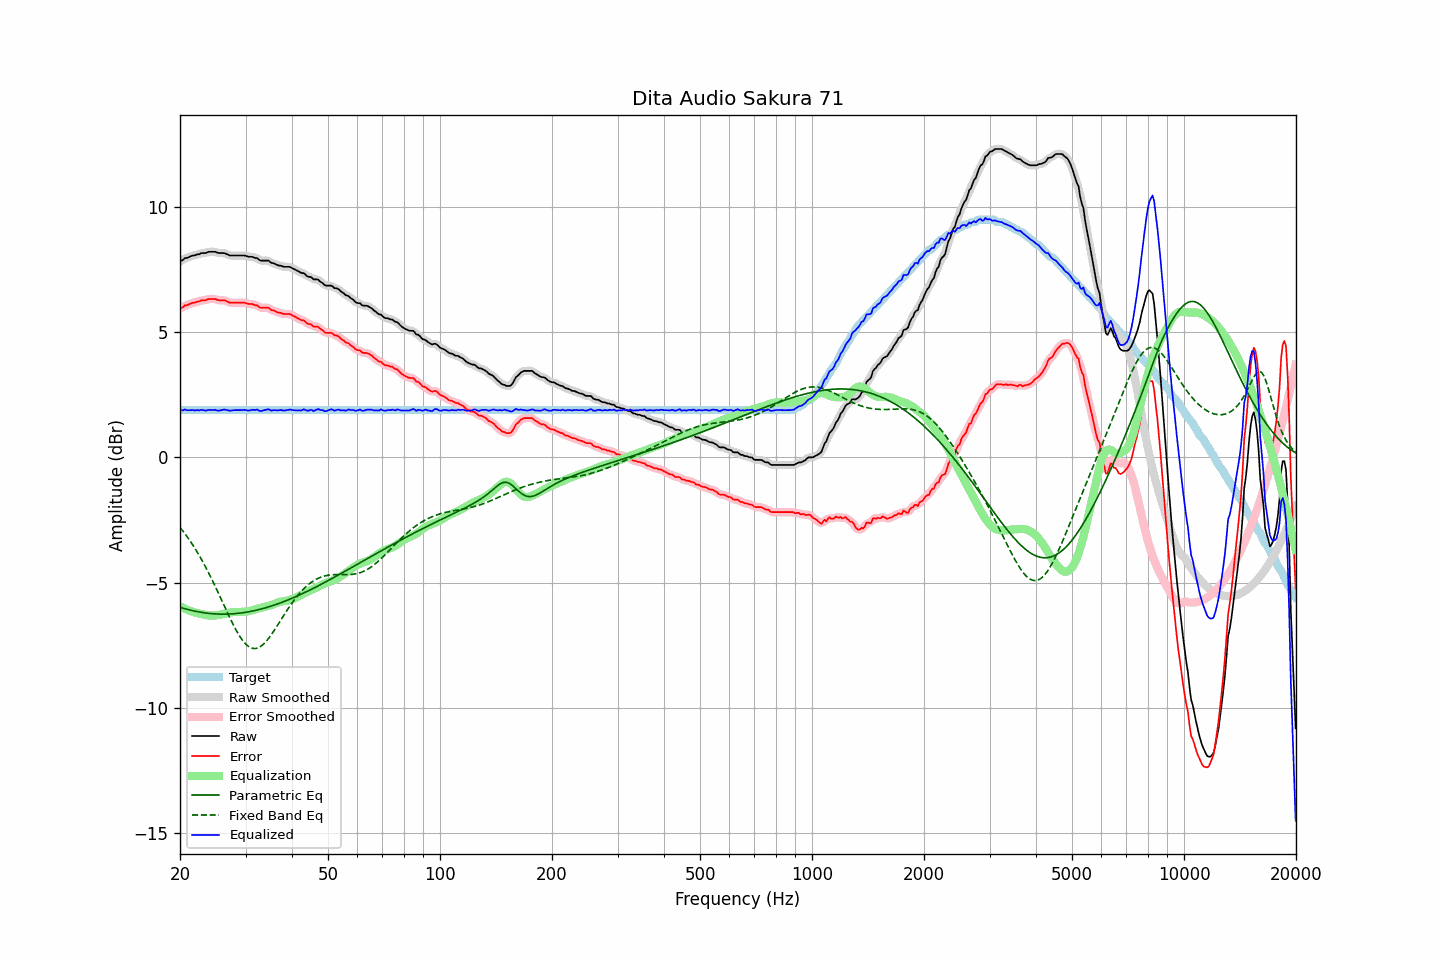 Dita Audio Sakura 71
Amplitude (dBr)
10
5
0
−5
−10
−15
Target
Raw Smoothed
Error Smoothed
Raw
Error
Equalization
Parametric Eq
Fixed Band Eq
Equalized
20 50 100 200 500 1000 2000 5000 10000 20000
Frequency (Hz)